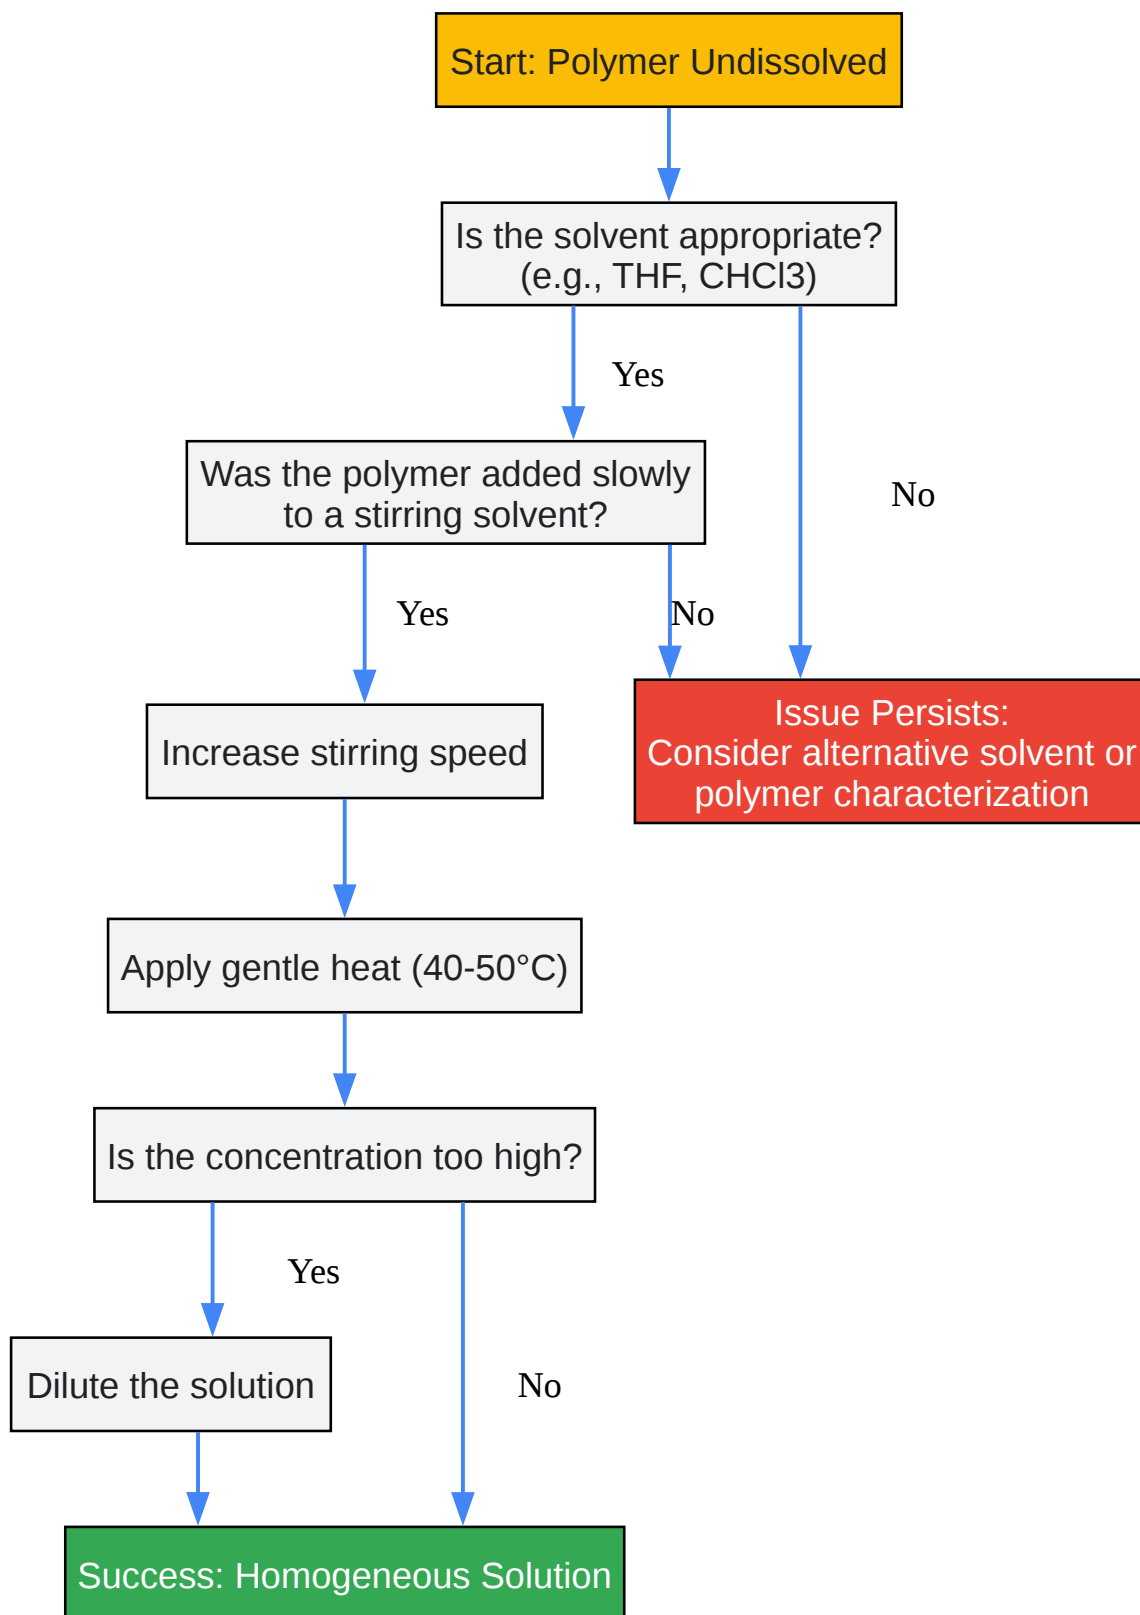 Start: Polymer Undissolved
Is the solvent appropriate?
(e.g., THF, CHCl3)
Yes
No
Was the polymer added slowly
to a stirring solvent?
Yes
No
Increase stirring speed
Issue Persists:
Consider alternative solvent or
polymer characterization
Apply gentle heat (40-50°C)
Is the concentration too high?
Yes
No
Dilute the solution
Success: Homogeneous Solution